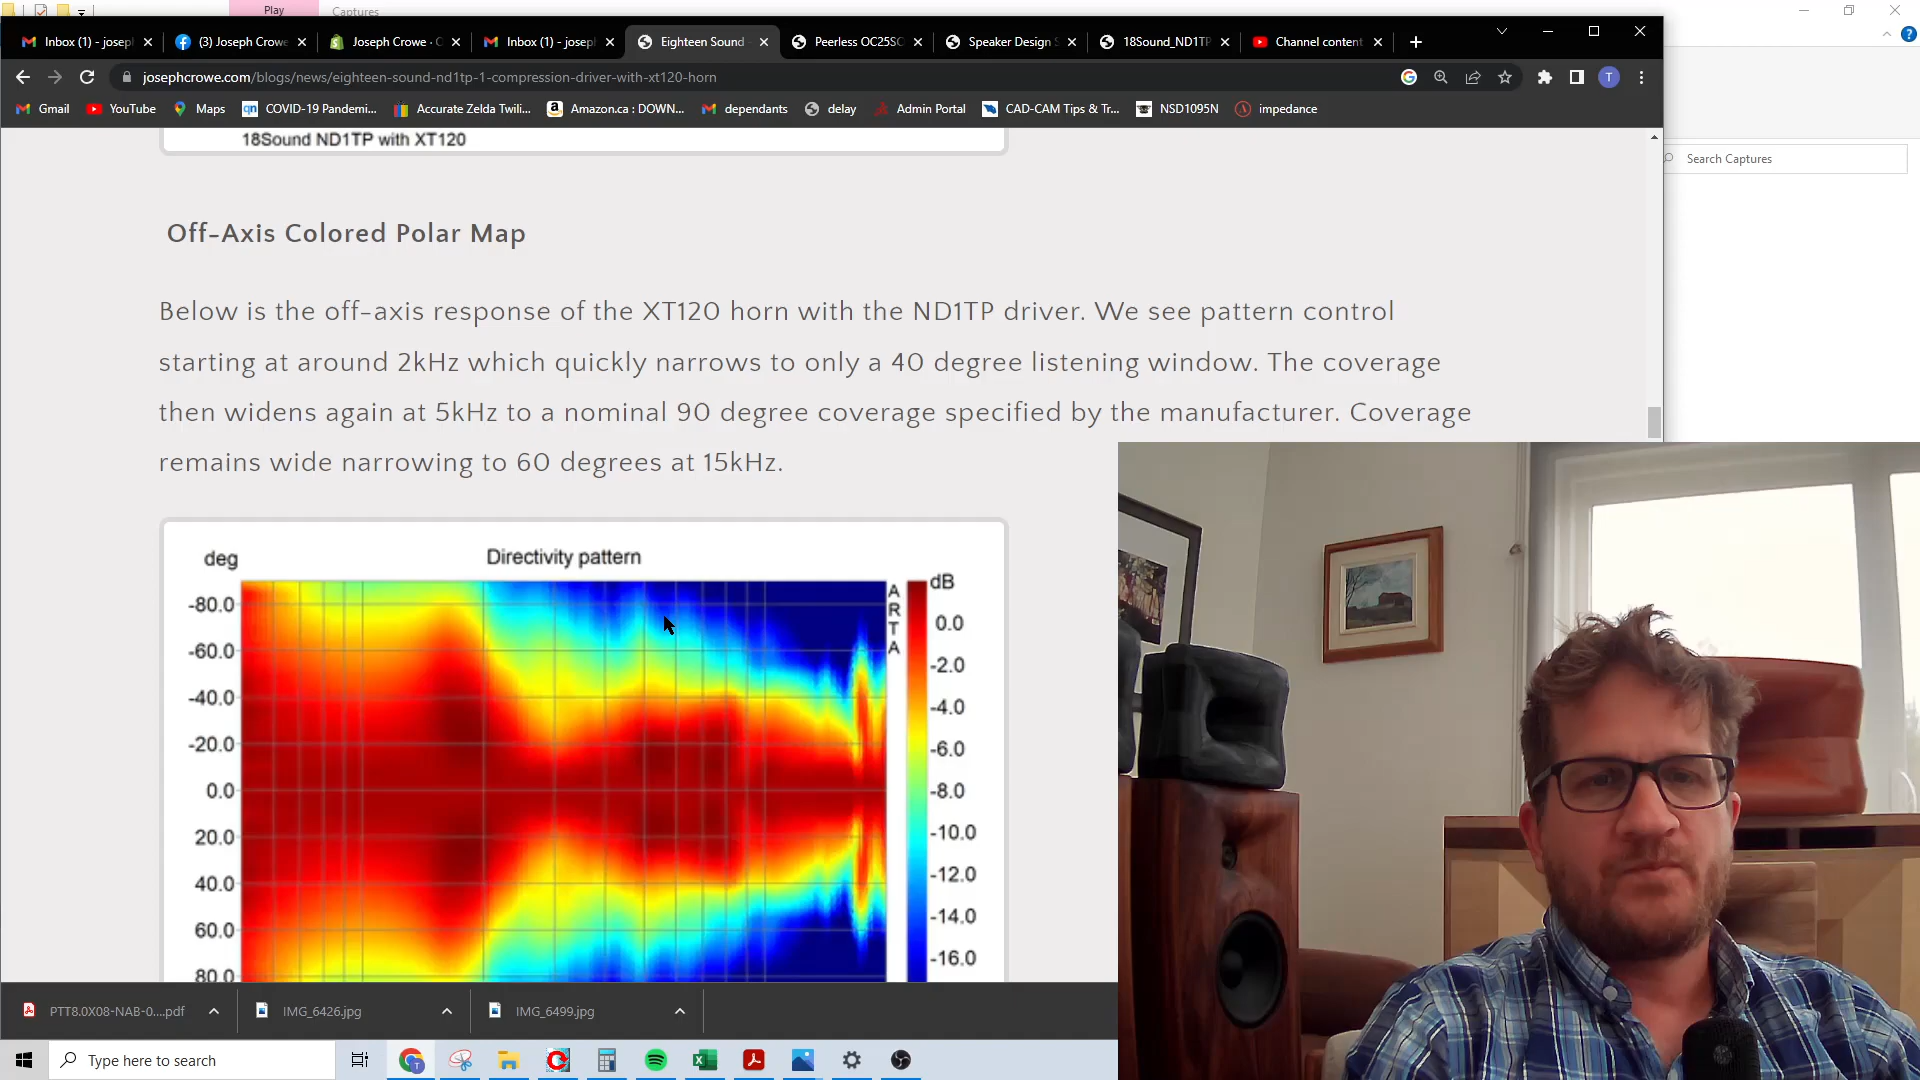 Play
Captures
Inbox (1) - joseph
(3) Joseph Crowe
Joseph Crowe · C
Inbox (1) - joseph
Eighteen Sound
Peerless OC25SC
Speaker Design S
18Sound_ND1TP
Channel content
josephcrowe.com/blogs/news/eighteen-sound-nd1tp-1-compression-driver-with-xt120-horn
T
Gmail
YouTube
Maps
COVID-19 Pandemi...
Accurate Zelda Twili...
Amazon.ca : DOWN...
dependants
delay
Admin Portal
CAD-CAM Tips & Tr...
NSD1095N
impedance
Search Captures
18Sound ND1TP with XT120
Off-Axis Colored Polar Map
Below is the off-axis response of the XT120 horn with the ND1TP driver. We see pattern control
starting at around 2kHz which quickly narrows to only a 40 degree listening window. The coverage
then widens again at 5kHz to a nominal 90 degree coverage specified by the manufacturer. Coverage
remains wide narrowing to 60 degrees at 15kHz.
deg
Directivity pattern
dB
ARTA
-80.0
-60.0
-40.0
-20.0
0.0
20.0
40.0
60.0
80.0
0.0
-2.0
-4.0
-6.0
-8.0
-10.0
-12.0
-14.0
-16.0
PTT8.0X08-NAB-0....pdf
IMG_6426.jpg
IMG_6499.jpg
Type here to search